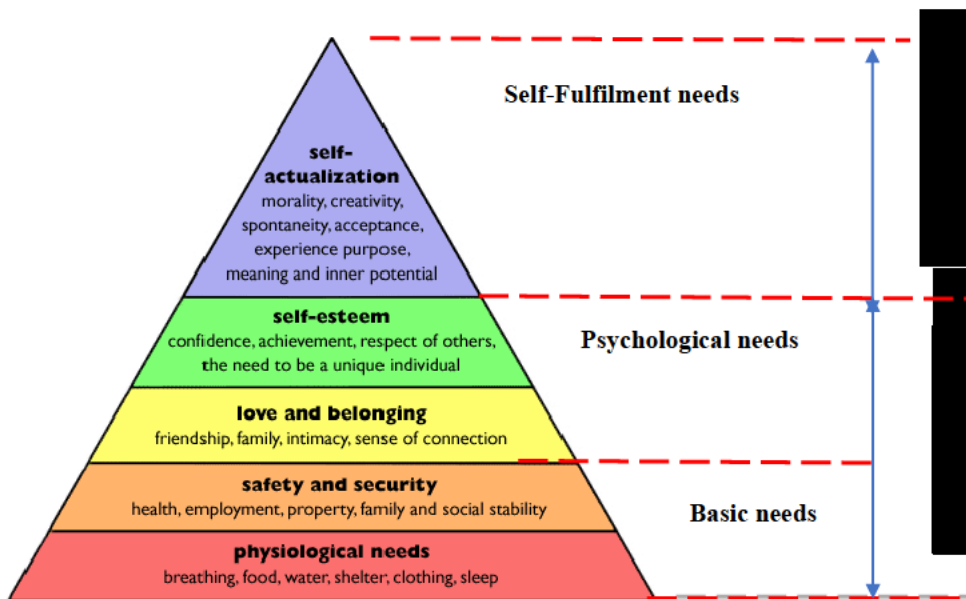 Self-Fulfilment needs
self-
actualization
morality, creativity,
spontaneity, acceptance,
experience purpose,
meaning and inner potential
self-esteem
confidence, achievement, respect of others,
the need to be a unique individual
Psychological needs
love and belonging
friendship, family, intimacy, sense of connection
safety and security
health, employment, property, family and social stability
Basic needs
physiological needs
breathing, food, water, shelter, clothing, sleep